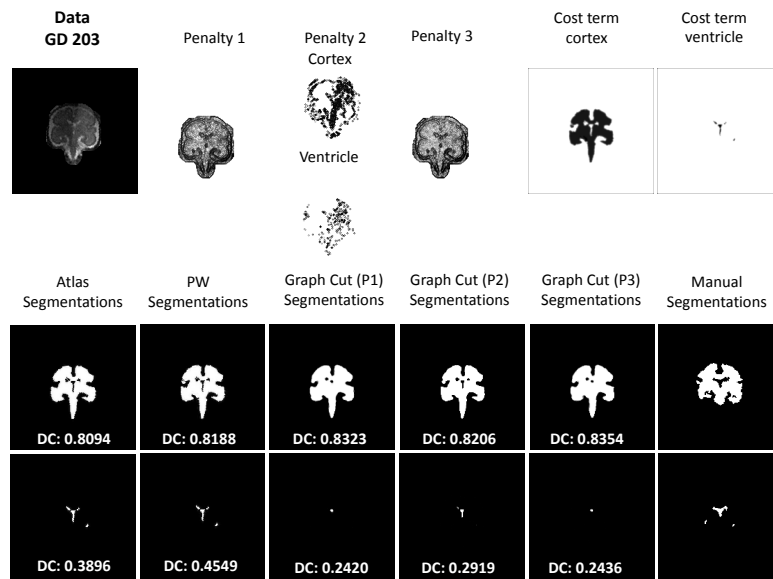 Data
GD 203
Penalty 1
Penalty 2
Cortex
Ventricle
Penalty 3
Cost term
cortex
Cost term
ventricle
Atlas
Segmentations
PW
Segmentations
Graph Cut (P1)
Segmentations
Graph Cut (P2)
Segmentations
Graph Cut (P3)
Segmentations
Manual
Segmentations
DC: 0.8094
DC: 0.8188
DC: 0.8323
DC: 0.8206
DC: 0.8354
DC: 0.3896
DC: 0.4549
DC: 0.2420
DC: 0.2919
DC: 0.2436